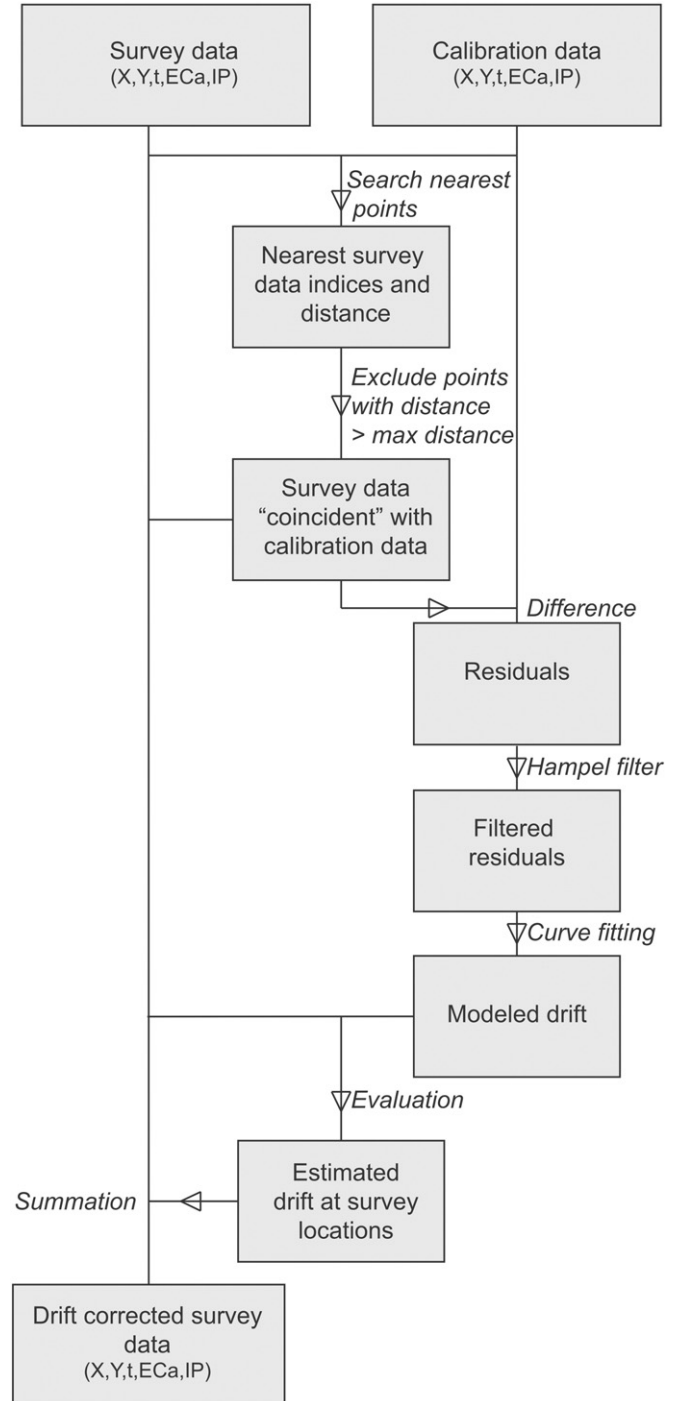 Survey data
(X,Y,t,ECa,IP)
Calibration data
(X,Y,t,ECa,IP)
Search nearest
points
Nearest survey
data indices and
distance
Exclude points
with distance
> max distance
Survey data
“coincident” with
calibration data
Difference
Residuals
Hampel filter
Filtered
residuals
Curve fitting
Modeled drift
Evaluation
Estimated
drift at survey
locations
Summation
Drift corrected survey
data
(X,Y,t,ECa,IP)